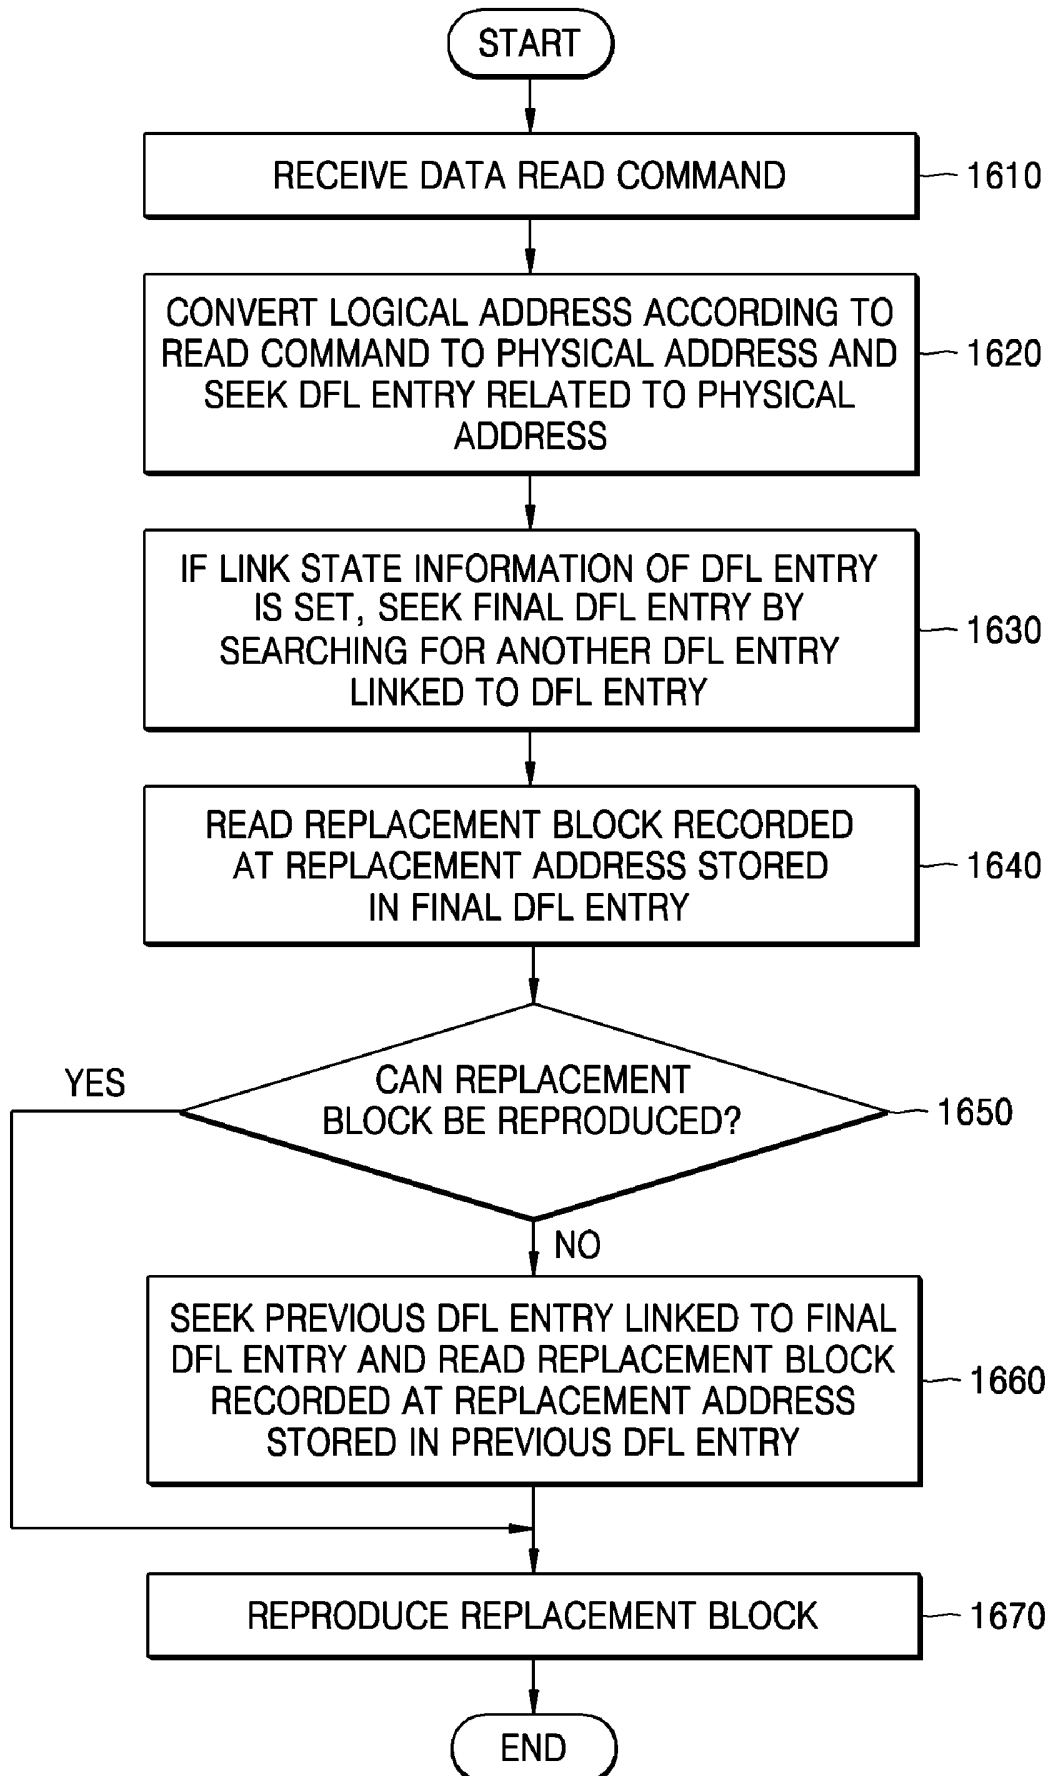 START
RECEIVE DATA READ COMMAND
1610
CONVERT LOGICAL ADDRESS ACCORDING TO
READ COMMAND TO PHYSICAL ADDRESS AND
SEEK DFL ENTRY RELATED TO PHYSICAL
ADDRESS
1620
IF LINK STATE INFORMATION OF DFL ENTRY
IS SET, SEEK FINAL DFL ENTRY BY
SEARCHING FOR ANOTHER DFL ENTRY
LINKED TO DFL ENTRY
1630
READ REPLACEMENT BLOCK RECORDED
AT REPLACEMENT ADDRESS STORED
IN FINAL DFL ENTRY
1640
YES
CAN REPLACEMENT
BLOCK BE REPRODUCED?
1650
NO
SEEK PREVIOUS DFL ENTRY LINKED TO FINAL
DFL ENTRY AND READ REPLACEMENT BLOCK
RECORDED AT REPLACEMENT ADDRESS
STORED IN PREVIOUS DFL ENTRY
1660
REPRODUCE REPLACEMENT BLOCK
1670
END